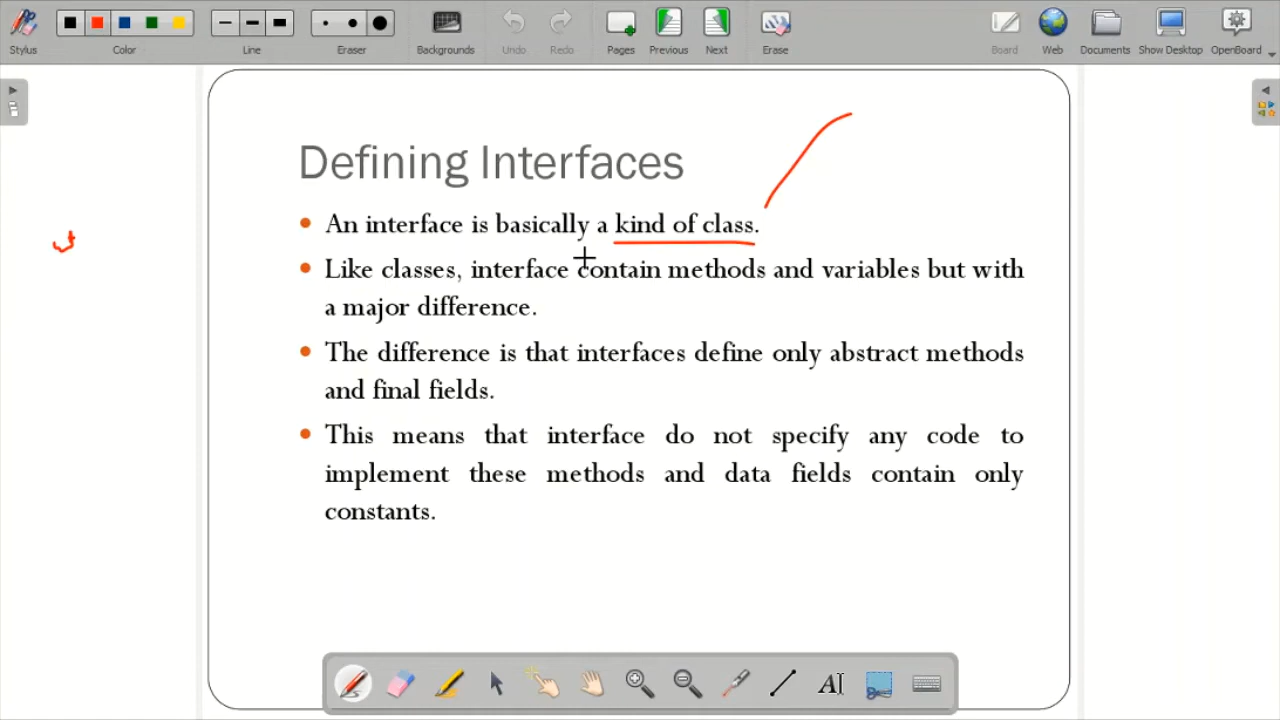 Stylus Color Line Eraser Backgrounds Undo Redo Pages Previous Next Erase Board Web Documents Show Desktop OpenBoard
Defining Interfaces
• An interface is basically a kind of class.
• Like classes, interface contain methods and variables but with
a major difference.
• The difference is that interfaces define only abstract methods
and final fields.
• This means that interface do not specify any code to
implement these methods and data fields contain only
constants.